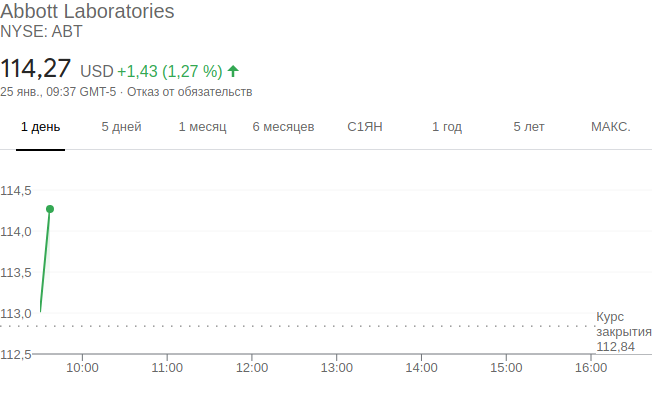 Abbott Laboratories
NYSE: ABT
114,27 USD +1,43 (1,27 %)
25 янв., 09:37 GMT-5 · Отказ от обязательств
1 день 5 дней 1 месяц 6 месяцев С1ЯН 1 год 5 лет МАКС.
114,5
114,0
113,5
113,0
Курс
закрытия
112,84
112,5
10:00 11:00 12:00 13:00 14:00 15:00 16:00